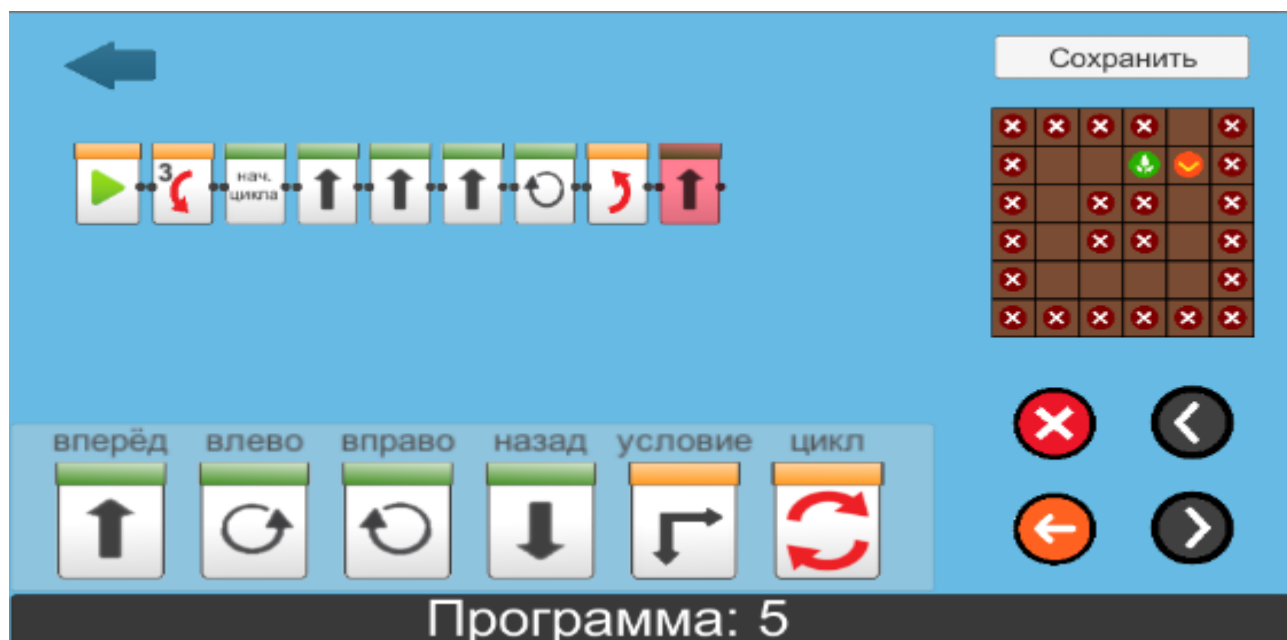 Сохранить
3
нач.
цикла
вперёд влево вправо назад условие цикл
Программа: 5